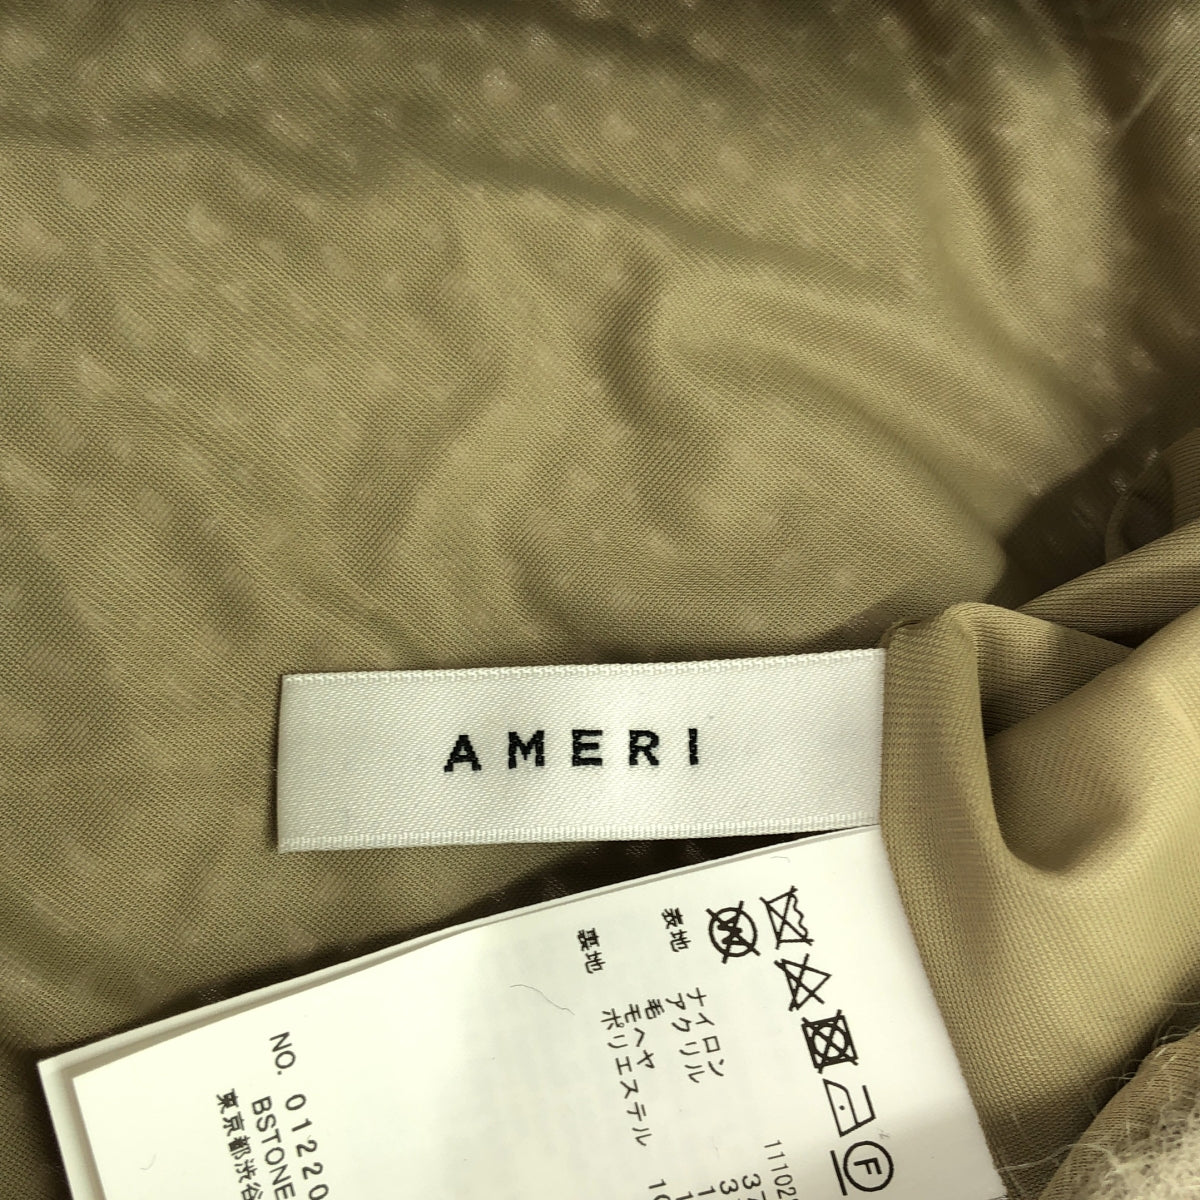 AMERI
表地
ナイロン
アクリル
毛
モヘヤ
裏地
ポリエステル
NO. 01220
BSTONE
東京都渋谷